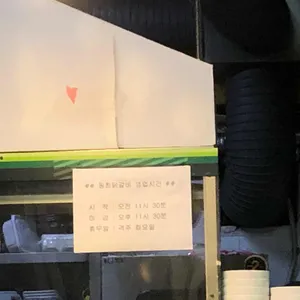 영업시간 ##
시 작 : 오전 11시 30분
마 감 : 오후 11시 30분
휴무일 : 격주 화요일